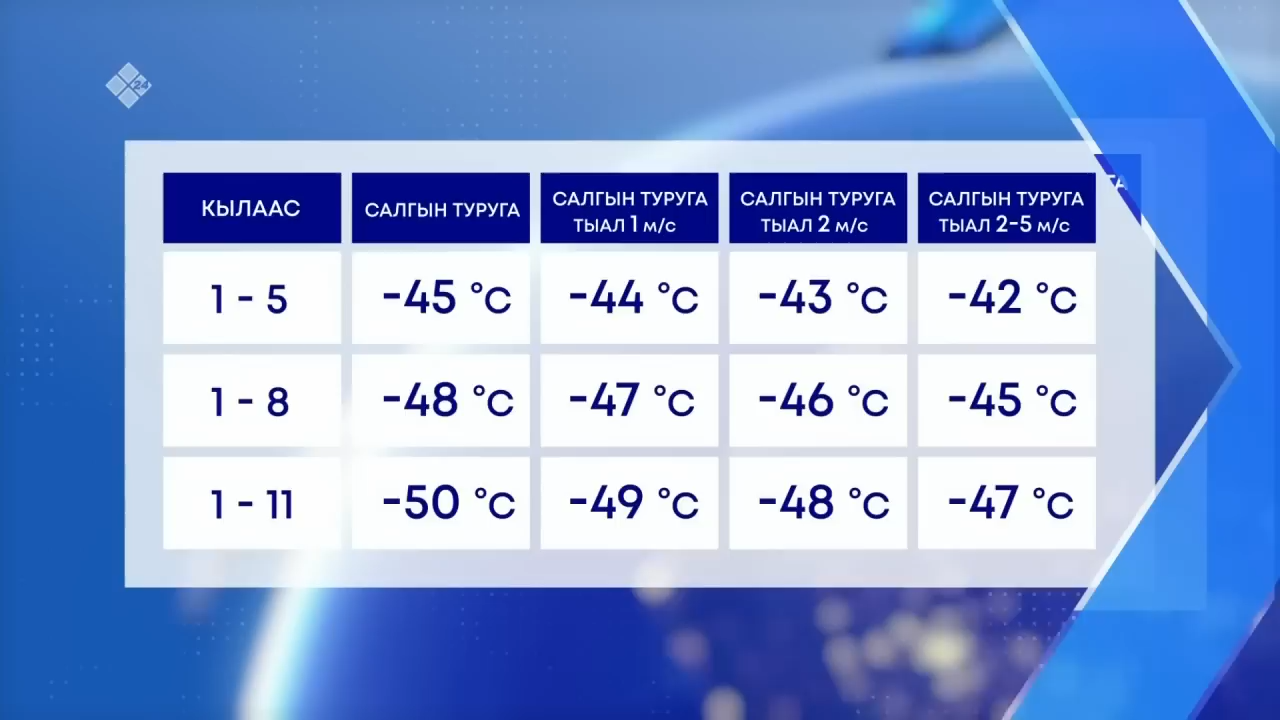 24
КЫЛААС
САЛГЫН ТУРУГА
САЛГЫН ТУРУГА
ТЫАЛ 1 м/с
САЛГЫН ТУРУГА
ТЫАЛ 2 м/с
САЛГЫН ТУРУГА
ТЫАЛ 2-5 м/с
1 - 5
-45 °C
-44 °C
-43 °C
-42 °C
1 - 8
-48 °C
-47 °C
-46 °C
-45 °C
1 - 11
-50 °C
-49 °C
-48 °C
-47 °C